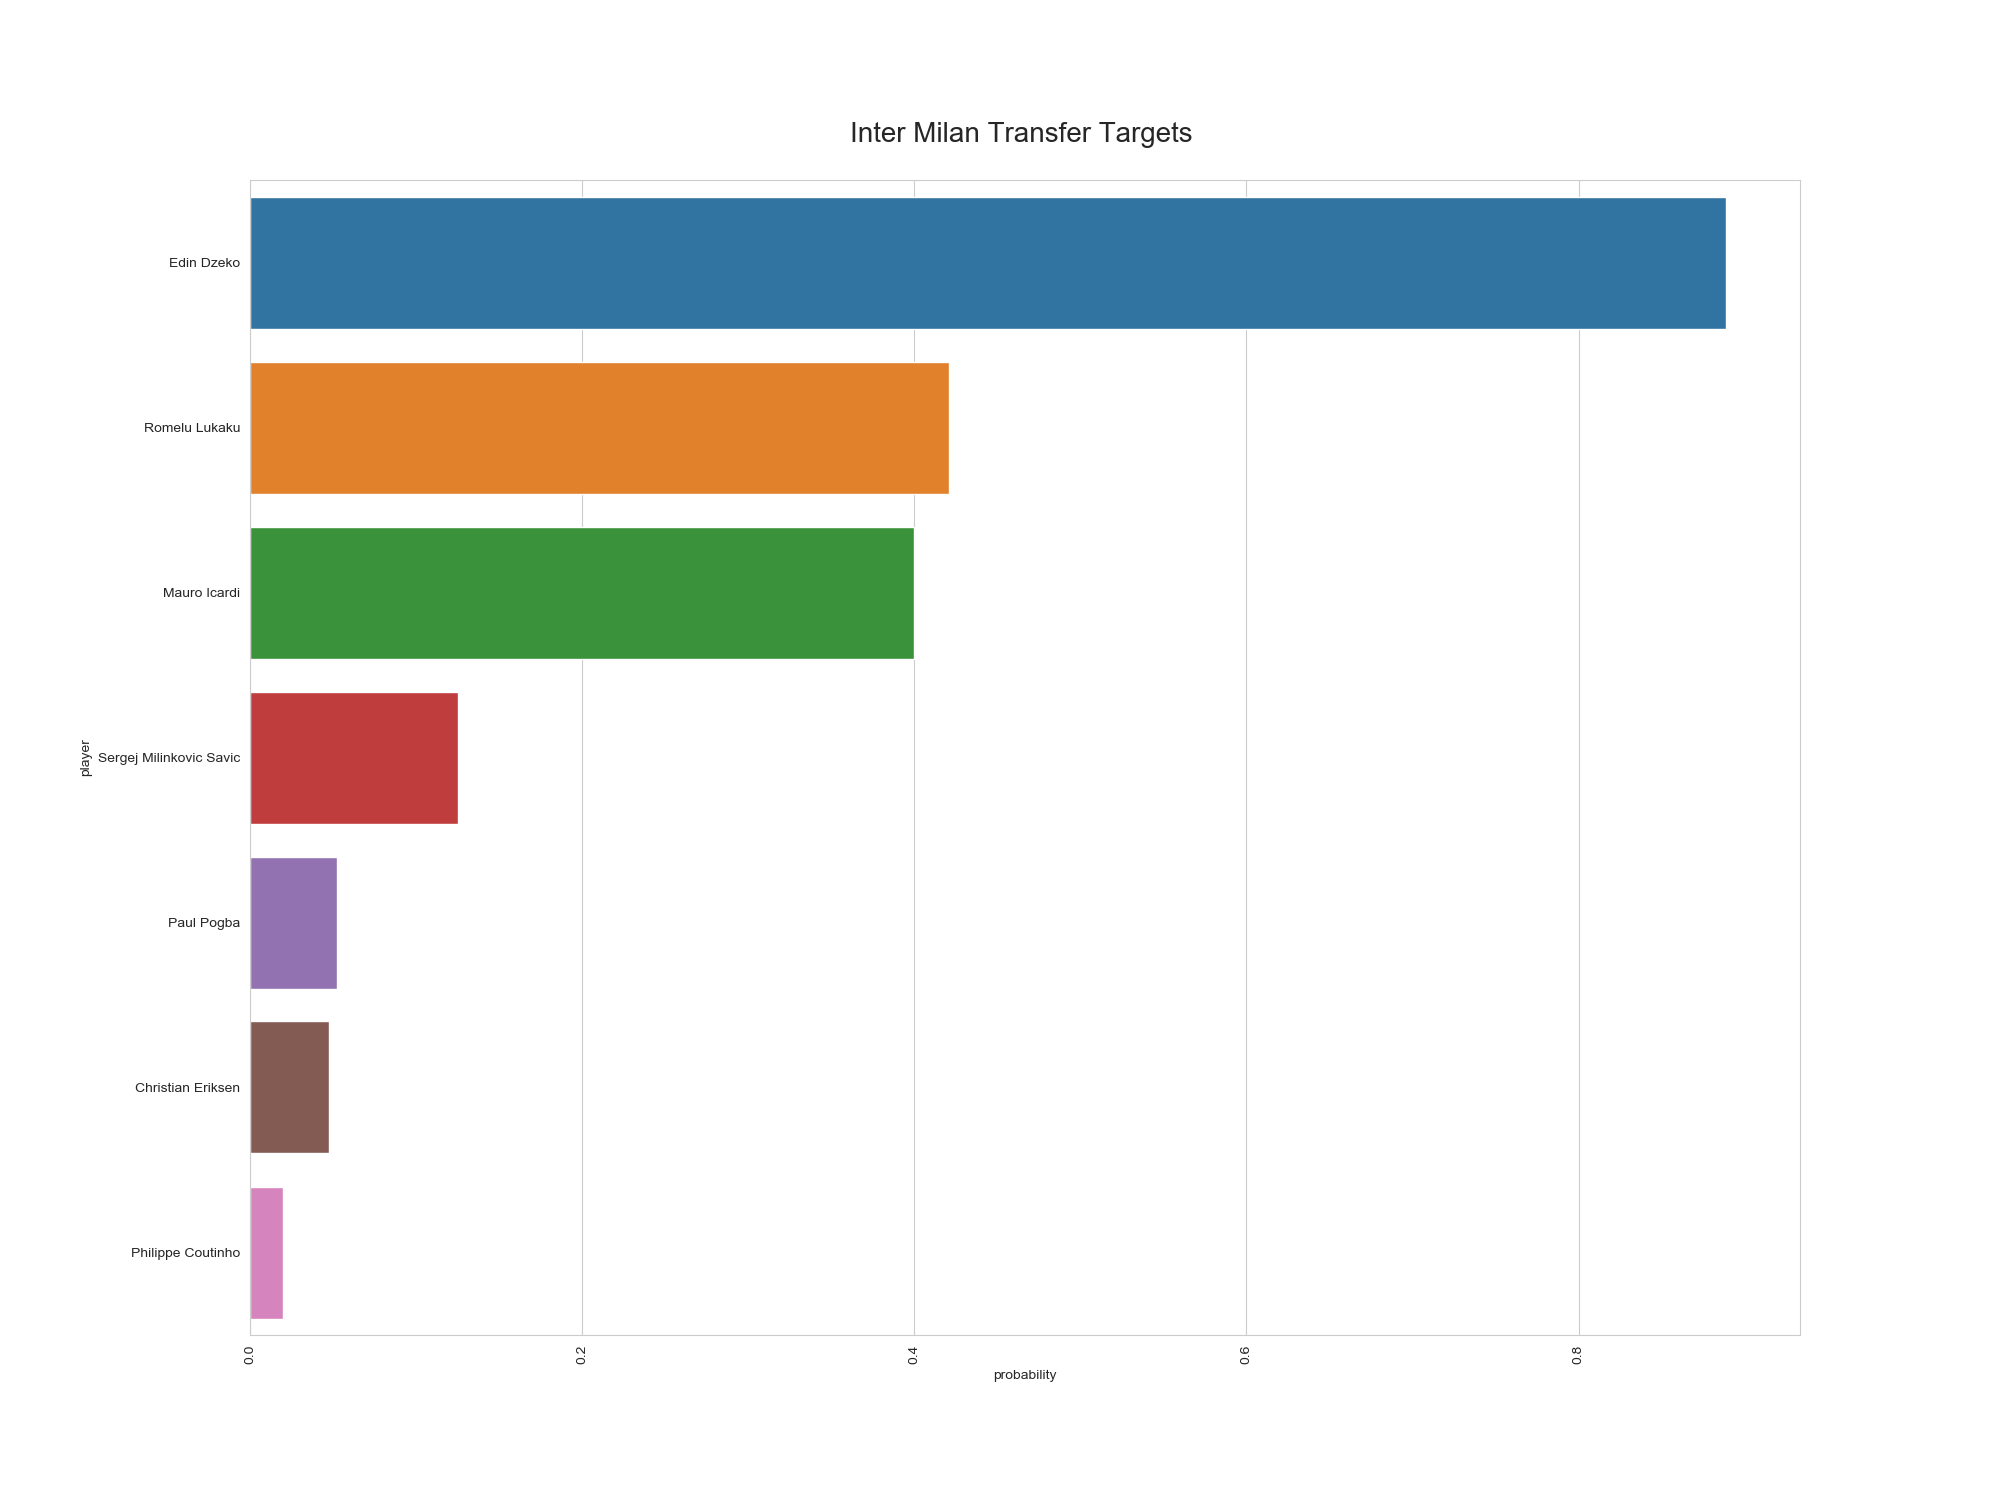 Inter Milan Transfer Targets
Edin Dzeko
Romelu Lukaku
Mauro Icardi
Sergej Milinkovic Savic
Paul Pogba
Christian Eriksen
Philippe Coutinho
player
0.0
0.2
0.4
0.6
0.8
probability